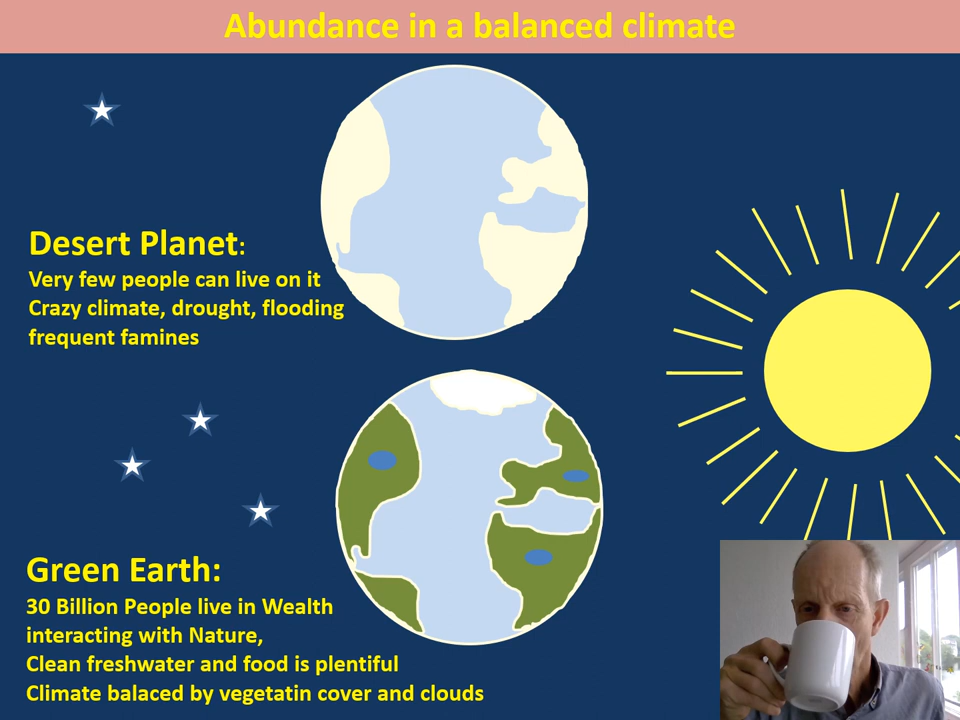 Abundance in a balanced climate
Desert Planet:
Very few people can live on it
Crazy climate, drought, flooding
frequent famines
Green Earth:
30 Billion People live in Wealth
interacting with Nature,
Clean freshwater and food is plentiful
Climate balaced by vegetatin cover and clouds